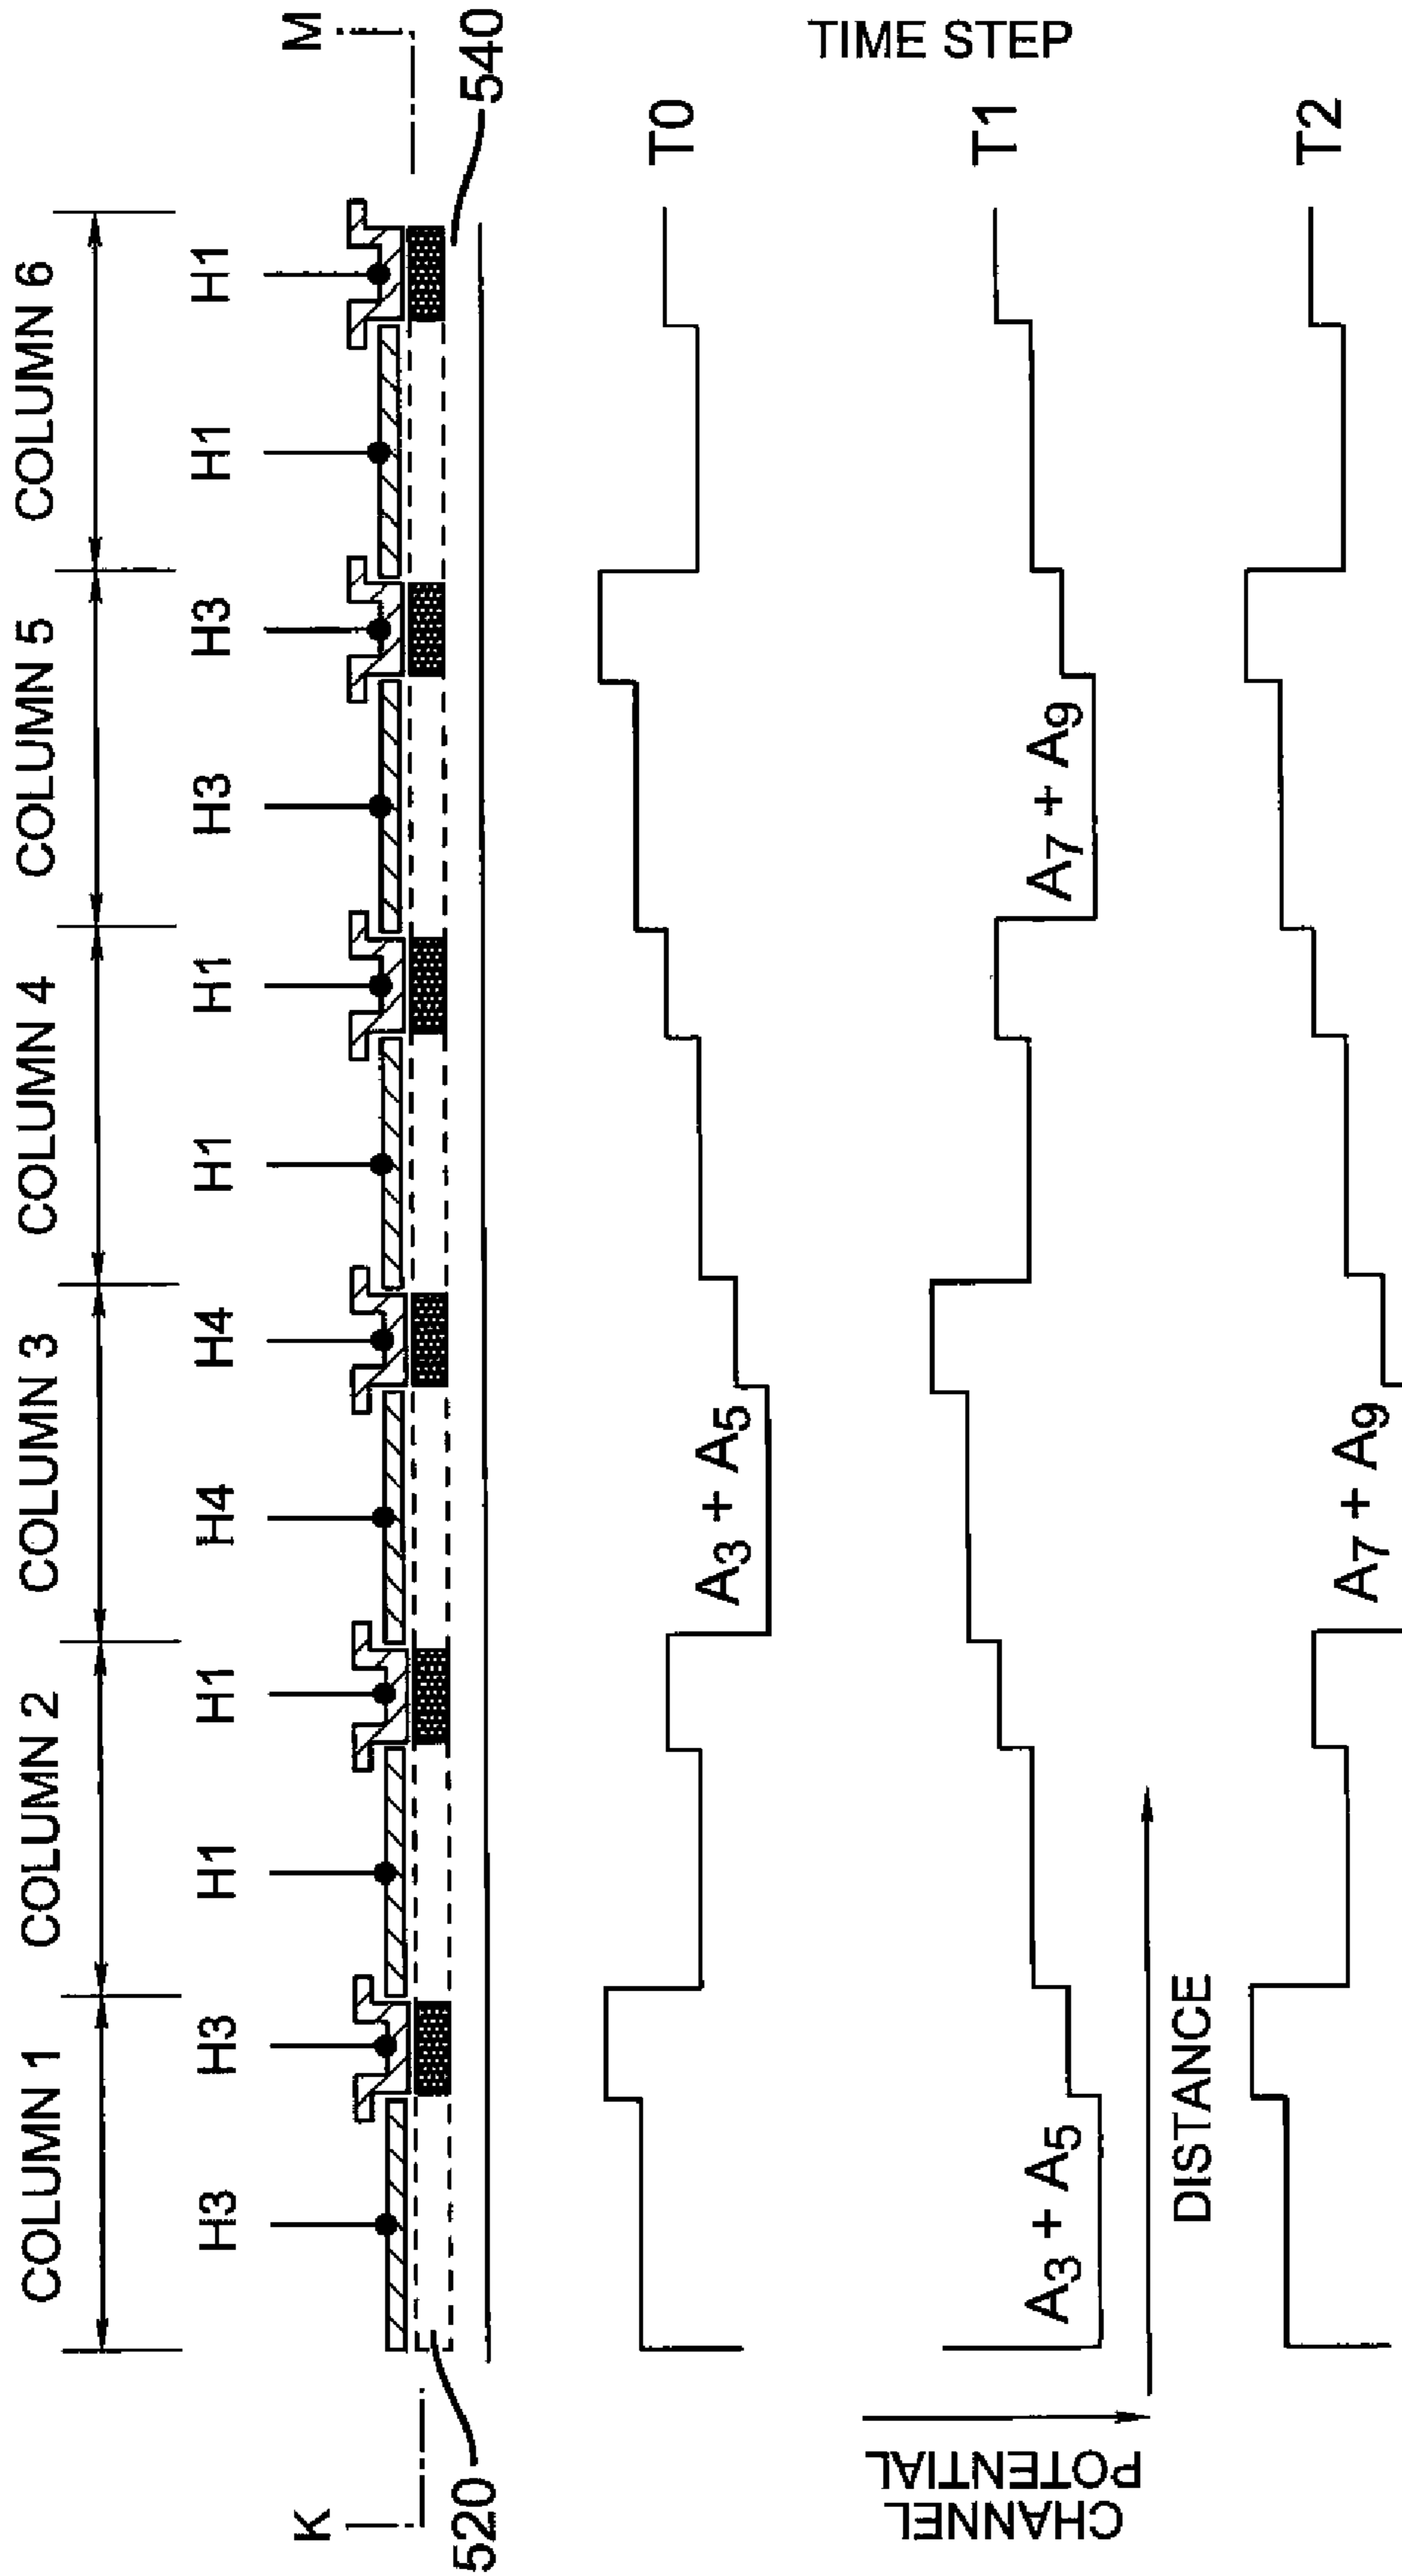 COLUMN 1
COLUMN 2
COLUMN 3
COLUMN 4
COLUMN 5
COLUMN 6
H3
H3
H1
H1
H4
H4
H1
H1
H3
H3
H1
H1
K
M
520
540
A3 + A5
T0
TIME STEP
A3 + A5
A7 + A9
T1
CHANNEL
POTENTIAL
DISTANCE
A7 + A9
T2